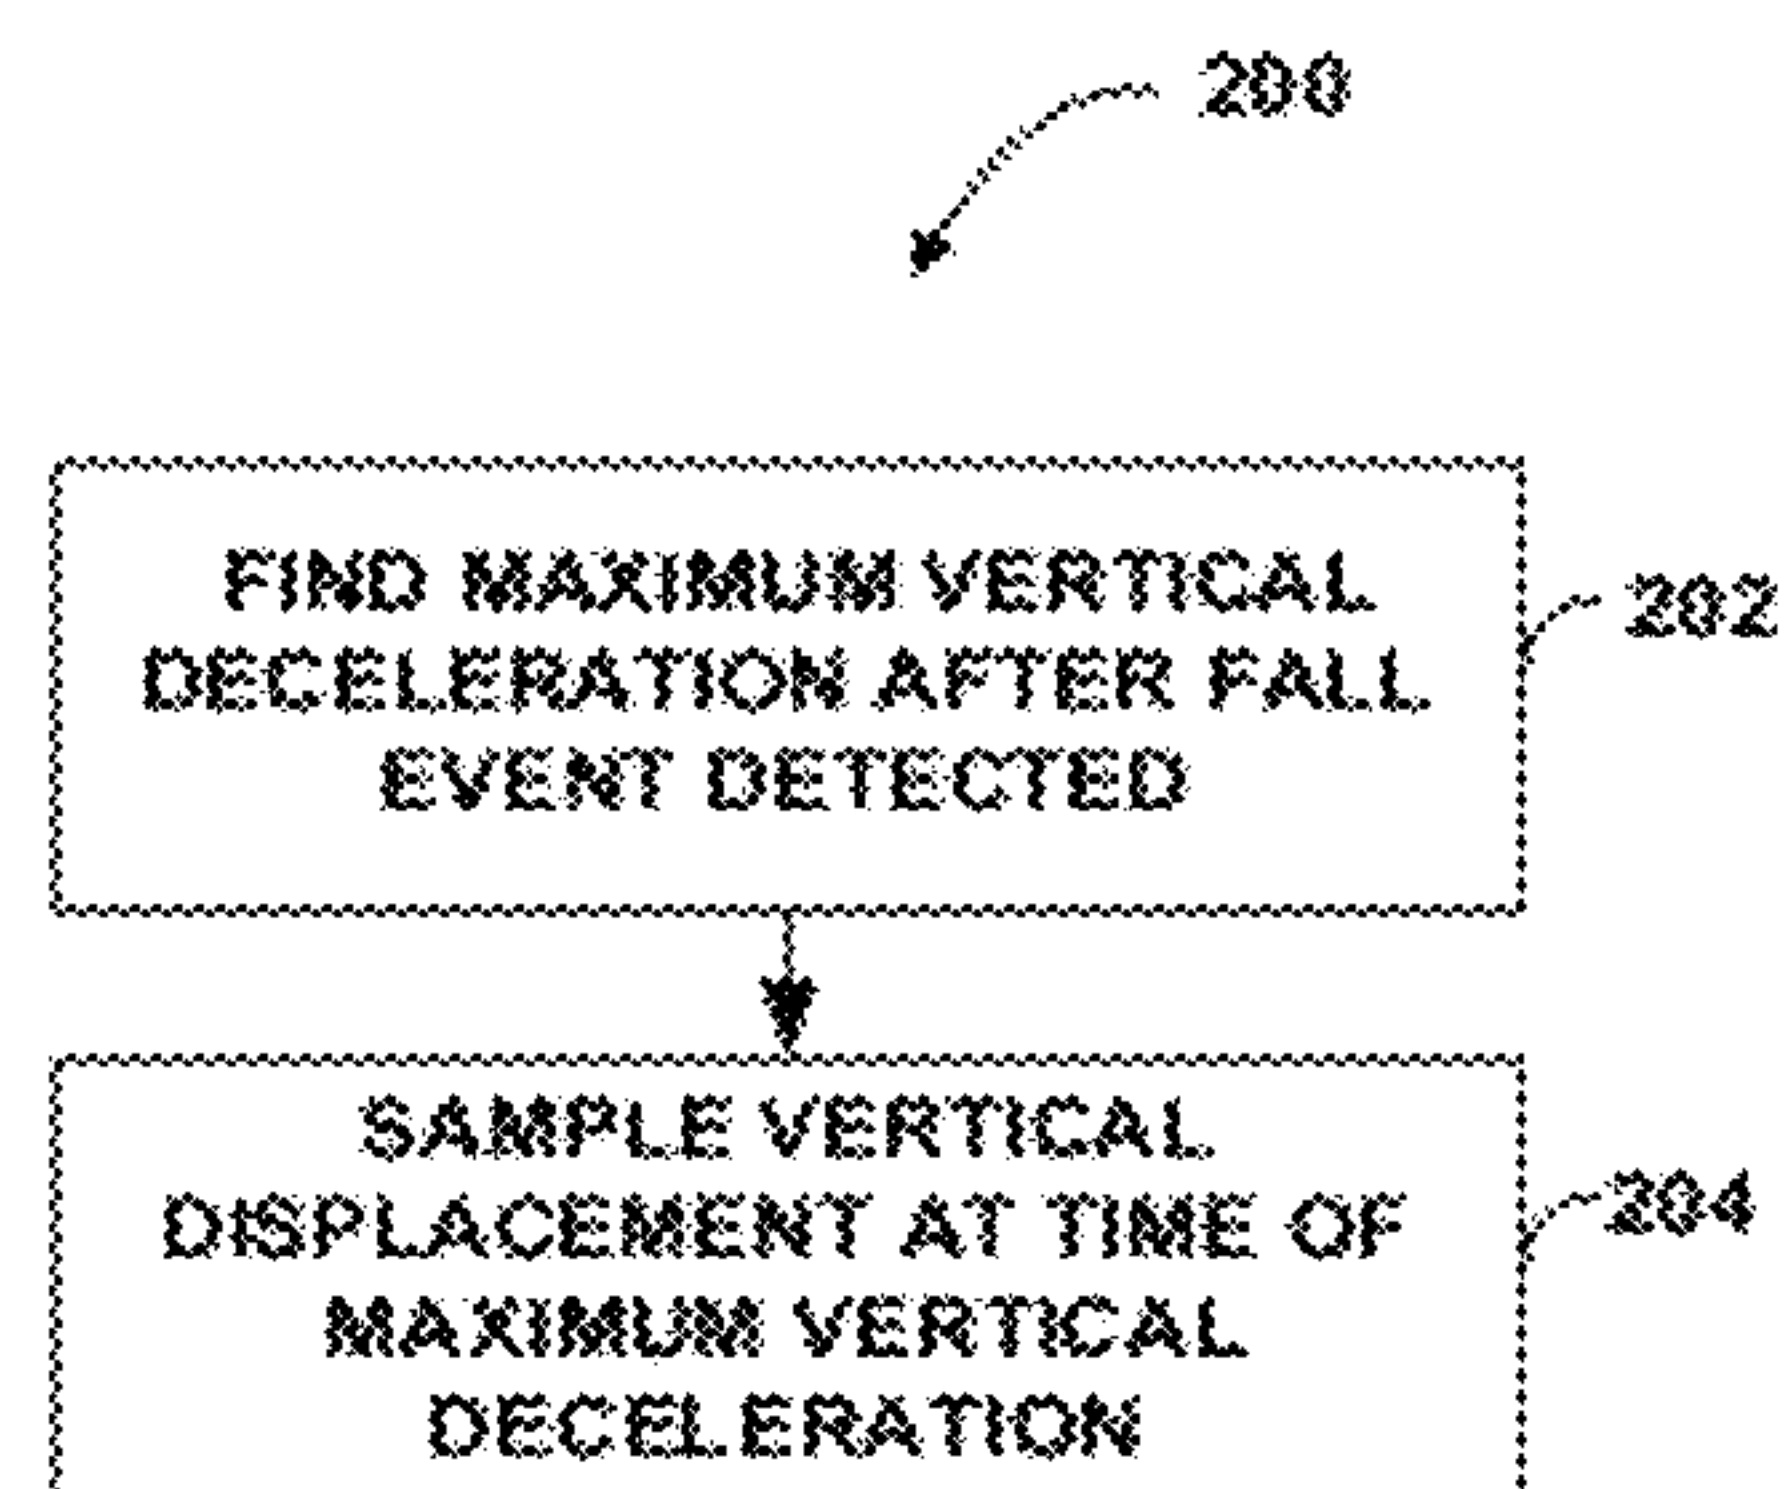 200
FIND MAXIMUM VERTICAL
DECELERATION AFTER FALL
EVENT DETECTED
202
SAMPLE VERTICAL
DISPLACEMENT AT TIME OF
MAXIMUM VERTICAL
DECELERATION
204